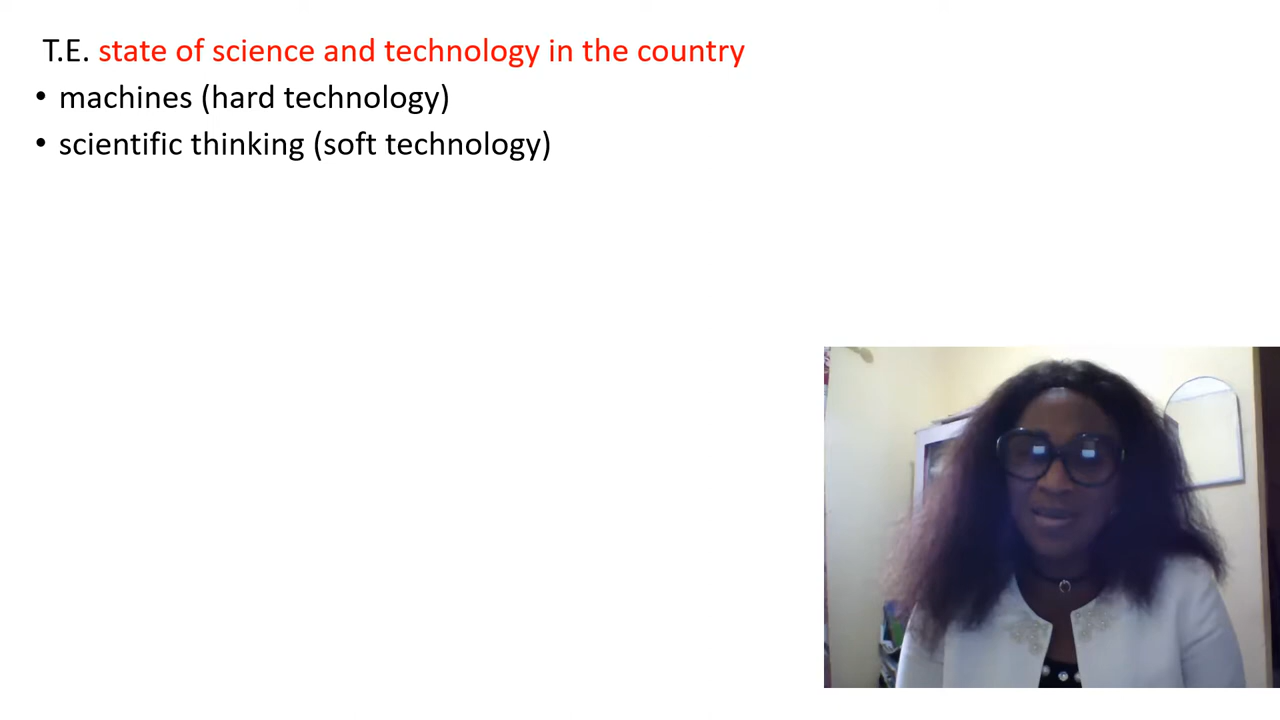 T.E. state of science and technology in the country
• machines (hard technology)
• scientific thinking (soft technology)